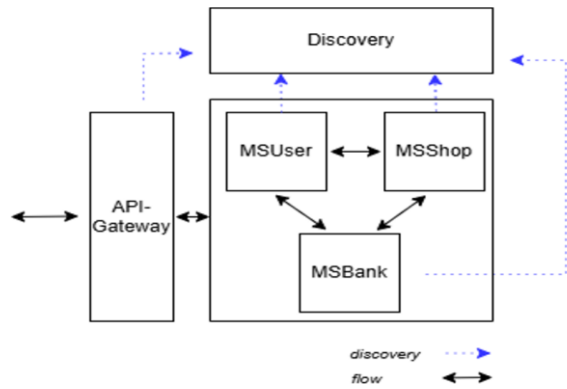 Discovery
MSUser
MSShop
API-
Gateway
MSBank
discovery
flow